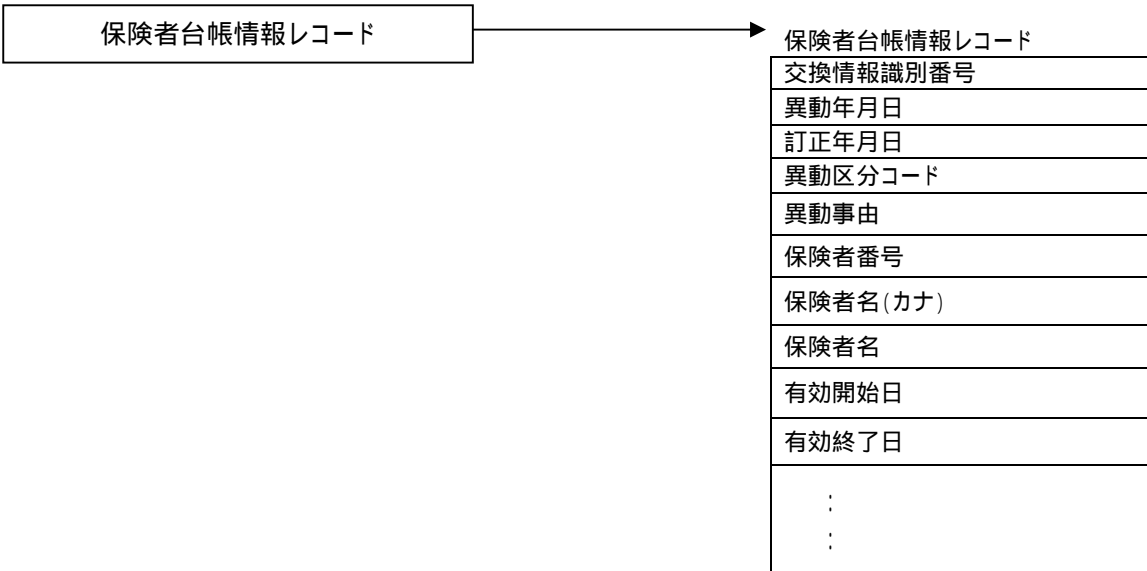 保険者台帳情報レコード
保険者台帳情報レコード
交換情報識別番号
異動年月日
訂正年月日
異動区分コード
異動事由
保険者番号
保険者名(カナ)
保険者名
有効開始日
有効終了日
:
: